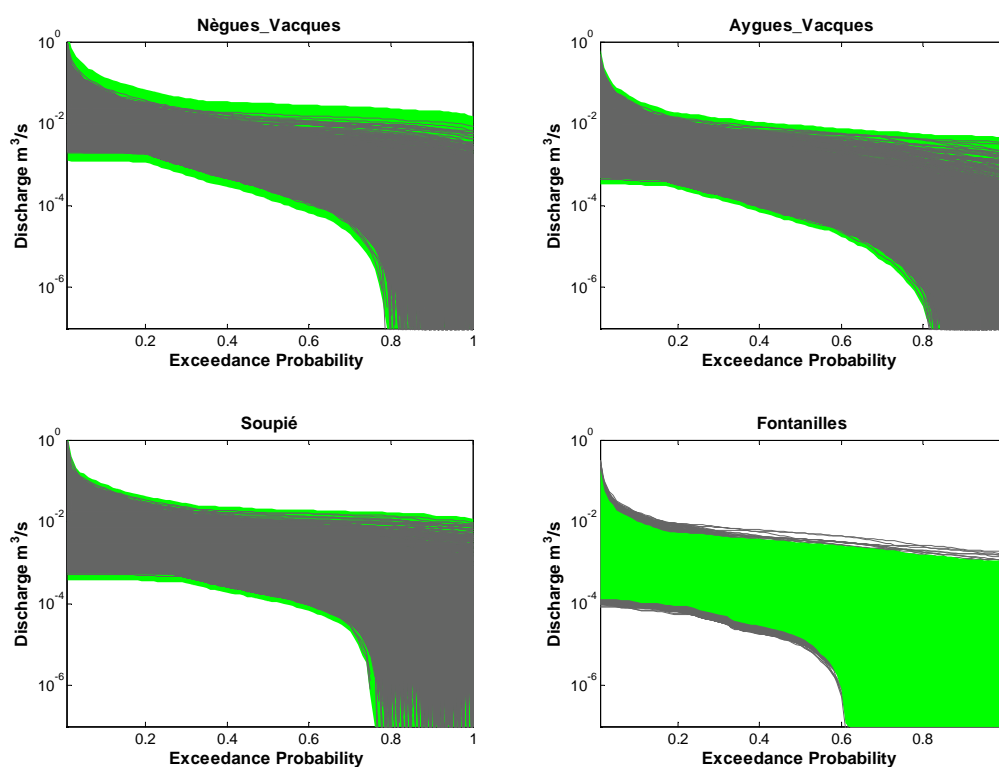 Nègues_Vacques
10^0
10^-2
10^-4
10^-6
Discharge m^3/s
0.2 0.4 0.6 0.8 1
Exceedance Probability
Aygues_Vacques
10^0
10^-2
10^-4
10^-6
Discharge m^3/s
0.2 0.4 0.6 0.8
Exceedance Probability
Soupié
10^0
10^-2
10^-4
10^-6
Discharge m^3/s
0.2 0.4 0.6 0.8 1
Exceedance Probability
Fontanilles
10^0
10^-2
10^-4
10^-6
Discharge m^3/s
0.2 0.4 0.6 0.8
Exceedance Probability